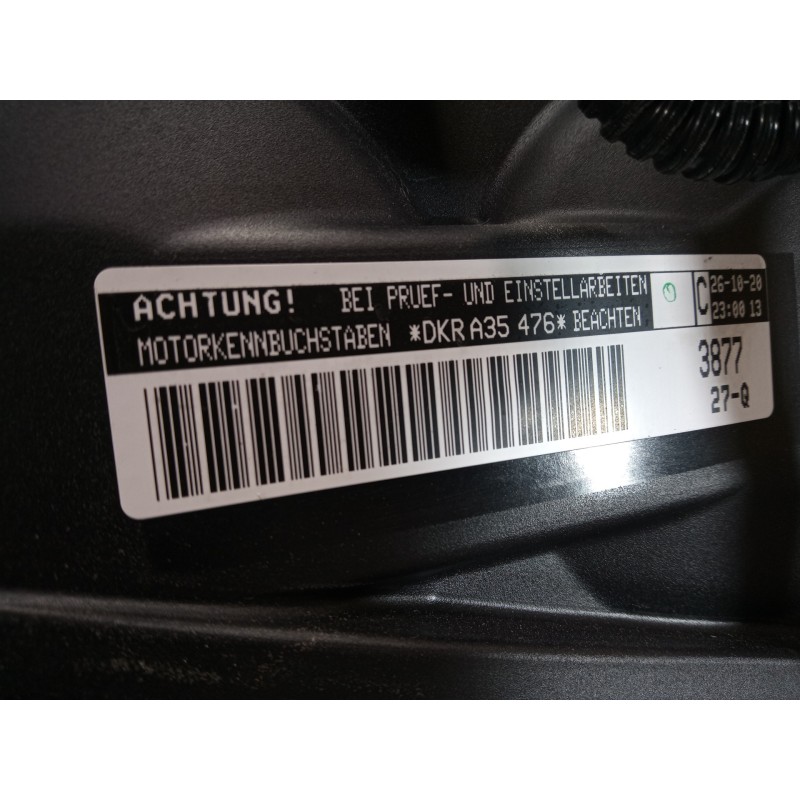 ACHTUNG! BEI PRUEF- UND EINSTELLARBEITEN
MOTORKENNBUCHSTABEN *DKR A35 476* BEACHTEN
C
26-10-20
23:00 13
3877
27-Q